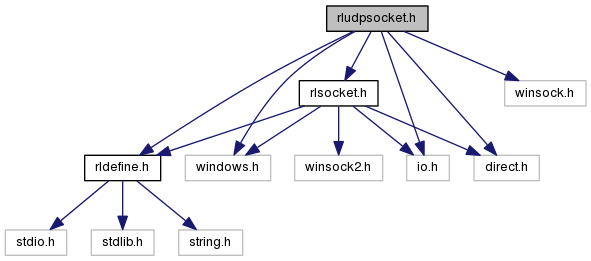 rludpsocket.h
rlsocket.h
winsock.h
rldefine.h
windows.h
winsock2.h
io.h
direct.h
stdio.h
stdlib.h
string.h